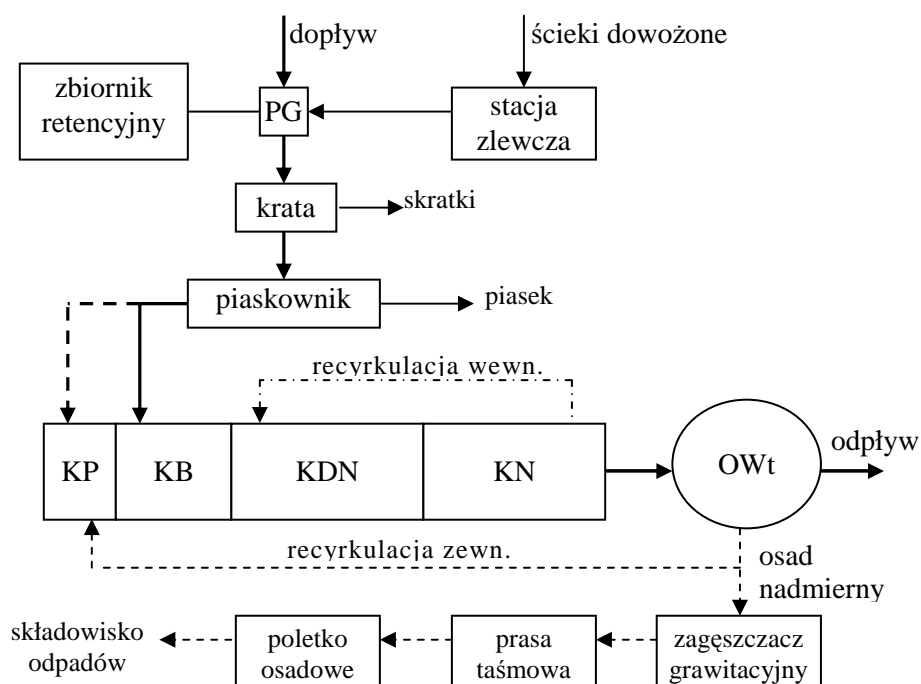 dopływ
ścieki dowożone
zbiornik
retencyjny
PG
stacja
zlewcza
krata
skratki
piaskownik
piasek
recyrkulacja wewn.
KP
KB
KDN
KN
OWt
odpływ
recyrkulacja zewn.
osad
nadmierny
składowisko
odpadów
poletko
osadowe
prasa
taśmowa
zagęszczacz
grawitacyjny